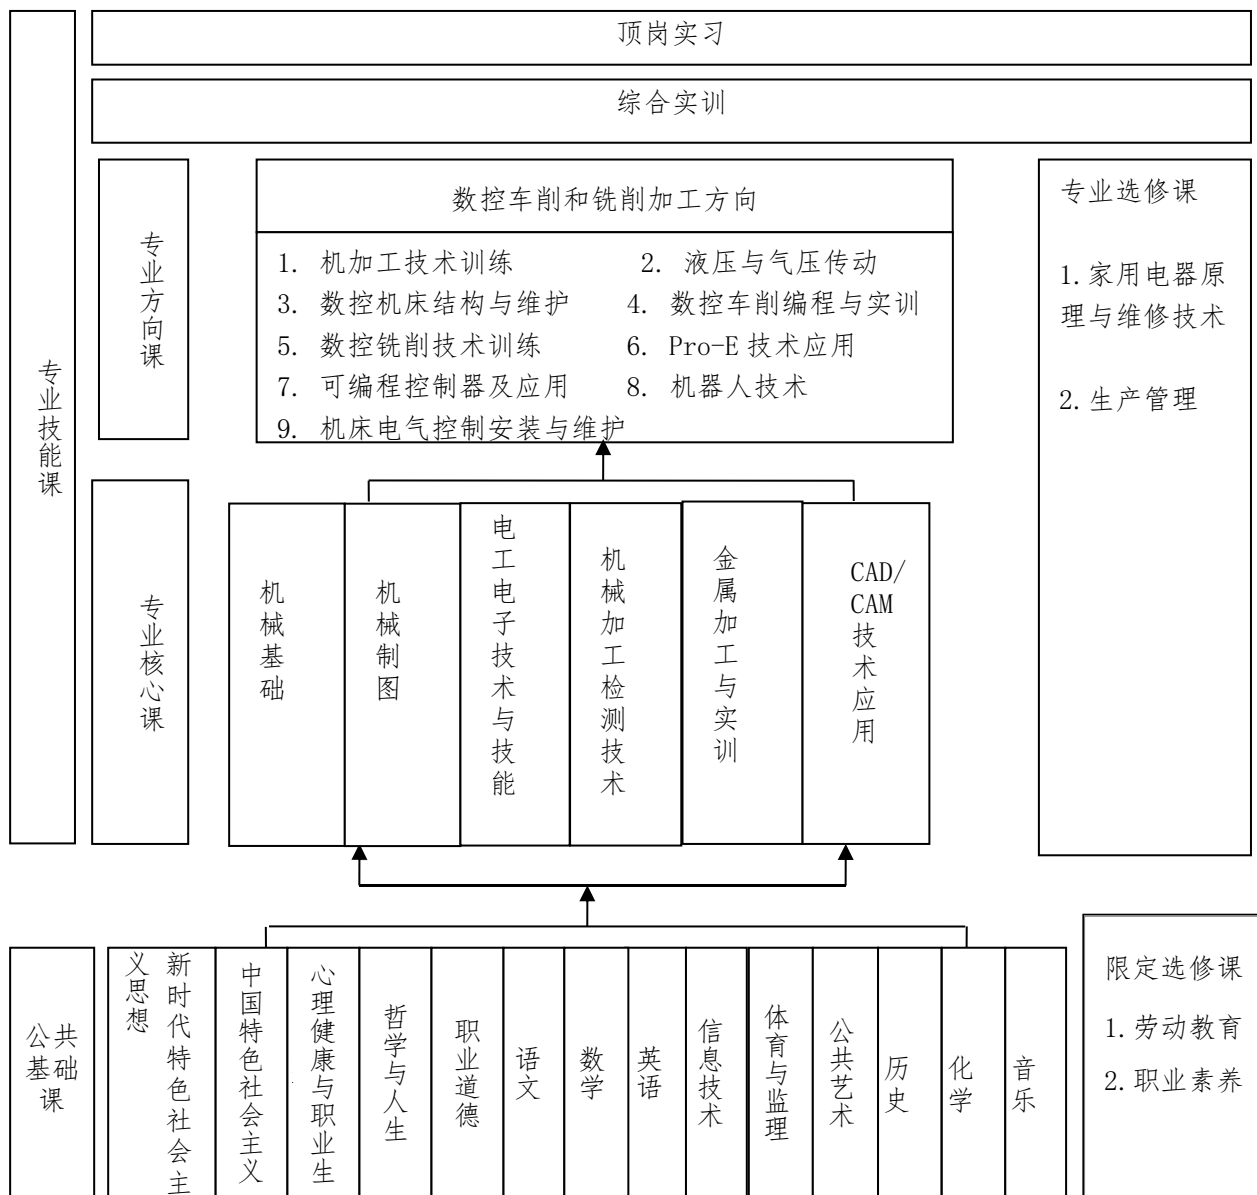 顶岗实习
综合实训
专业技能课
专业方向课
数控车削和铣削加工方向
1. 机加工技术训练 2. 液压与气压传动
3. 数控机床结构与维护 4. 数控车削编程与实训
5. 数控铣削技术训练 6. Pro-E 技术应用
7. 可编程控制器及应用 8. 机器人技术
9. 机床电气控制安装与维护
专业选修课
1.家用电器原
理与维修技术
2.生产管理
专业核心课
机械基础
机械制图
电工电子技术与技能
机械加工检测技术
金属加工与实训
CAD/
CAM
技术应用
公共
基础
课
新时代特色社会主
义思想
中国特色社会主义
心理健康与职业生
哲学与人生
职业道德
语文
数学
英语
信息技术
体育与监理
公共艺术
历史
化学
音乐
限定选修课
1.劳动教育
2.职业素养